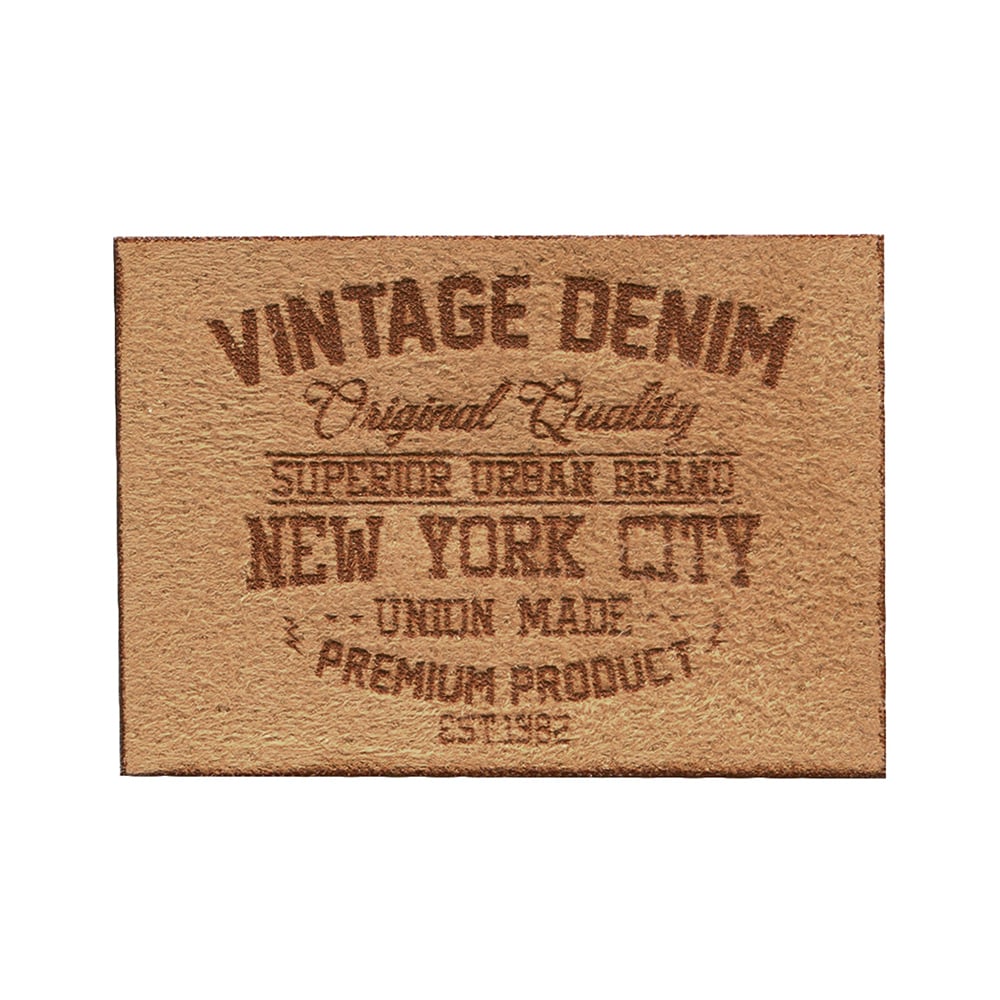 VINTAGE DENIM
Original Quality
SUPERIOR URBAN BRAND
NEW YORK CITY
-- UNION MADE --
PREMIUM PRODUCT
EST.1982